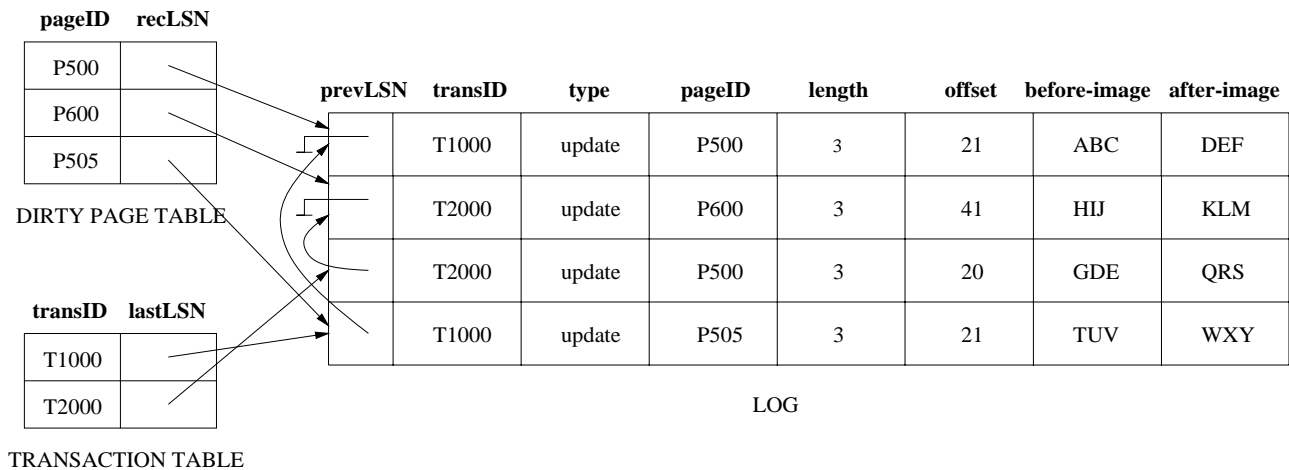 pageID recLSN
P500
P600
P505
DIRTY PAGE TABLE
transID lastLSN
T1000
T2000
TRANSACTION TABLE
prevLSN transID type pageID length offset before-image after-image
T1000 update P500 3 21 ABC DEF
T2000 update P600 3 41 HIJ KLM
T2000 update P500 3 20 GDE QRS
T1000 update P505 3 21 TUV WXY
LOG